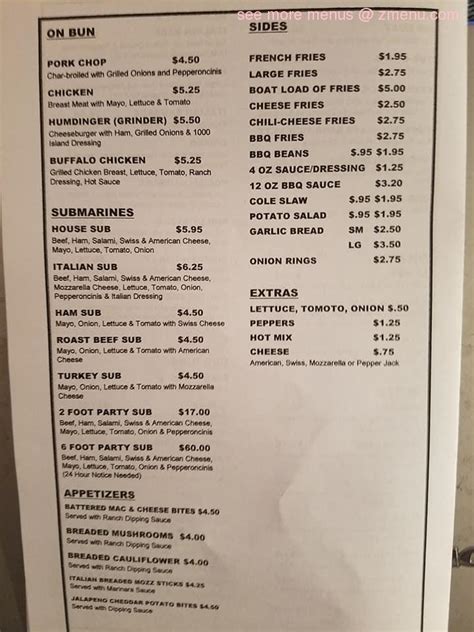 see more menus @ zmenu.com
ON BUN
PORK CHOP $4.50
Char-broiled with Grilled Onions and Pepperoncinis
CHICKEN $5.25
Breast Meat with Mayo, Lettuce & Tomato
HUMDINGER (GRINDER) $5.50
Cheeseburger with Ham, Grilled Onions & 1000
Island Dressing
BUFFALO CHICKEN $5.25
Grilled Chicken Breast, Lettuce, Tomato, Ranch
Dressing, Hot Sauce
SUBMARINES
HOUSE SUB $5.95
Beef, Ham, Salami, Swiss & American Cheese,
Mayo, Lettuce, Tomato, Onion
ITALIAN SUB $6.25
Beef, Ham, Salami, Swiss & American Cheese,
Mozzarella Cheese, Lettuce, Tomato, Onion,
Pepperoncinis & Italian Dressing
HAM SUB $4.50
Mayo, Onion, Lettuce & Tomato with Swiss Cheese
ROAST BEEF SUB $4.50
Mayo, Onion, Lettuce & Tomato with American
Cheese
TURKEY SUB $4.50
Mayo, Onion, Lettuce & Tomato with Mozzarella
Cheese
2 FOOT PARTY SUB $17.00
Beef, Ham, Salami, Swiss & American Cheese,
Mayo, Lettuce, Tomato, Onion & Pepperoncinis
6 FOOT PARTY SUB $60.00
Beef, Ham, Salami, Swiss & American Cheese,
Mayo, Lettuce, Tomato, Onion & Pepperoncinis
(24 Hour Notice Needed)
APPETIZERS
BATTERED MAC & CHEESE BITES $4.50
Served with Ranch Dipping Sauce
BREADED MUSHROOMS $4.00
Served with Ranch Dipping Sauce
BREADED CAULIFLOWER $4.00
Served with Ranch Dipping Sauce
ITALIAN BREADED MOZZ STICKS $4.25
Served with Marinara Sauce
JALAPENO CHEDDAR POTATO BITES $4.50
Served with Dipping Sauce
SIDES
FRENCH FRIES $1.95
LARGE FRIES $2.75
BOAT LOAD OF FRIES $5.00
CHEESE FRIES $2.50
CHILI-CHEESE FRIES $2.75
BBQ FRIES $2.75
BBQ BEANS $.95 $1.95
4 OZ SAUCE/DRESSING $1.25
12 OZ BBQ SAUCE $3.20
COLE SLAW $.95 $1.95
POTATO SALAD $.95 $1.95
GARLIC BREAD SM $2.50
LG $3.50
ONION RINGS $2.75
EXTRAS
LETTUCE, TOMOTO, ONION $.50
PEPPERS $1.25
HOT MIX $1.25
CHEESE $.75
American, Swiss, Mozzarella or Pepper Jack